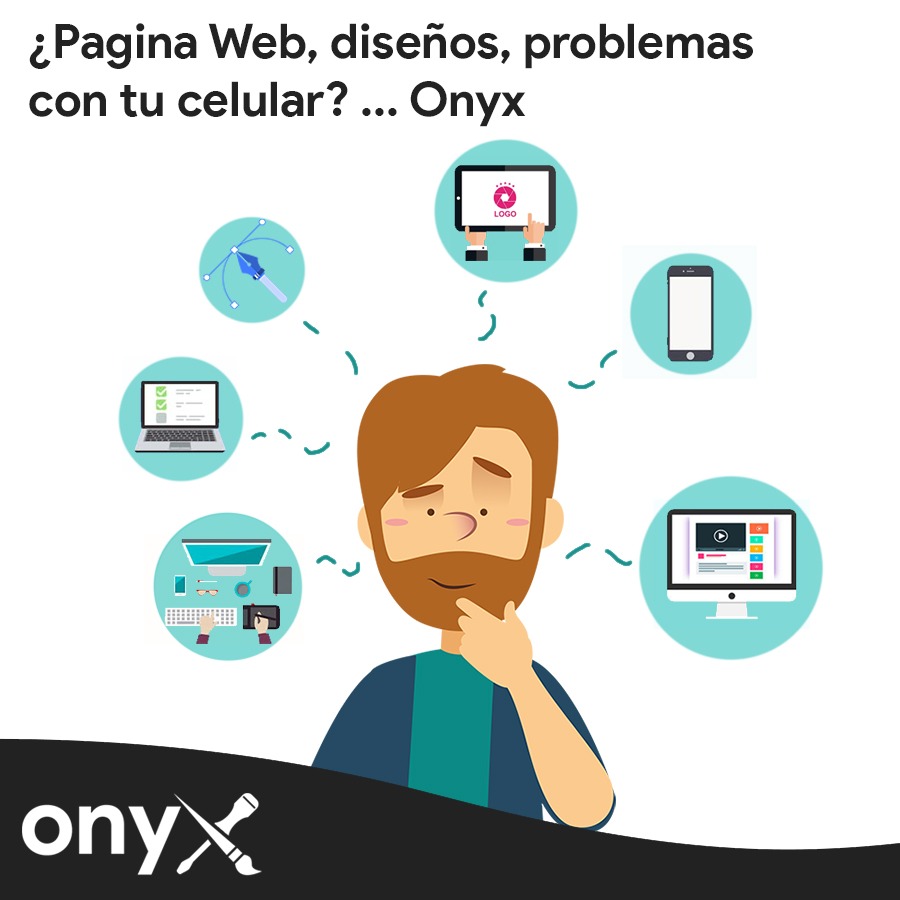 ¿Pagina Web, diseños, problemas
con tu celular? ... Onyx
LOGO
onyx